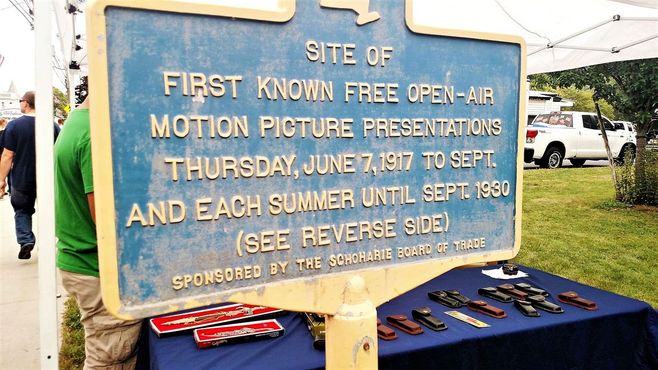 SITE OF
FIRST KNOWN FREE OPEN-AIR
MOTION PICTURE PRESENTATIONS
THURSDAY, JUNE 7, 1917 TO SEPT.
AND EACH SUMMER UNTIL SEPT. 1930
(SEE REVERSE SIDE)
SPONSORED BY THE SCHOHARIE BOARD OF TRADE